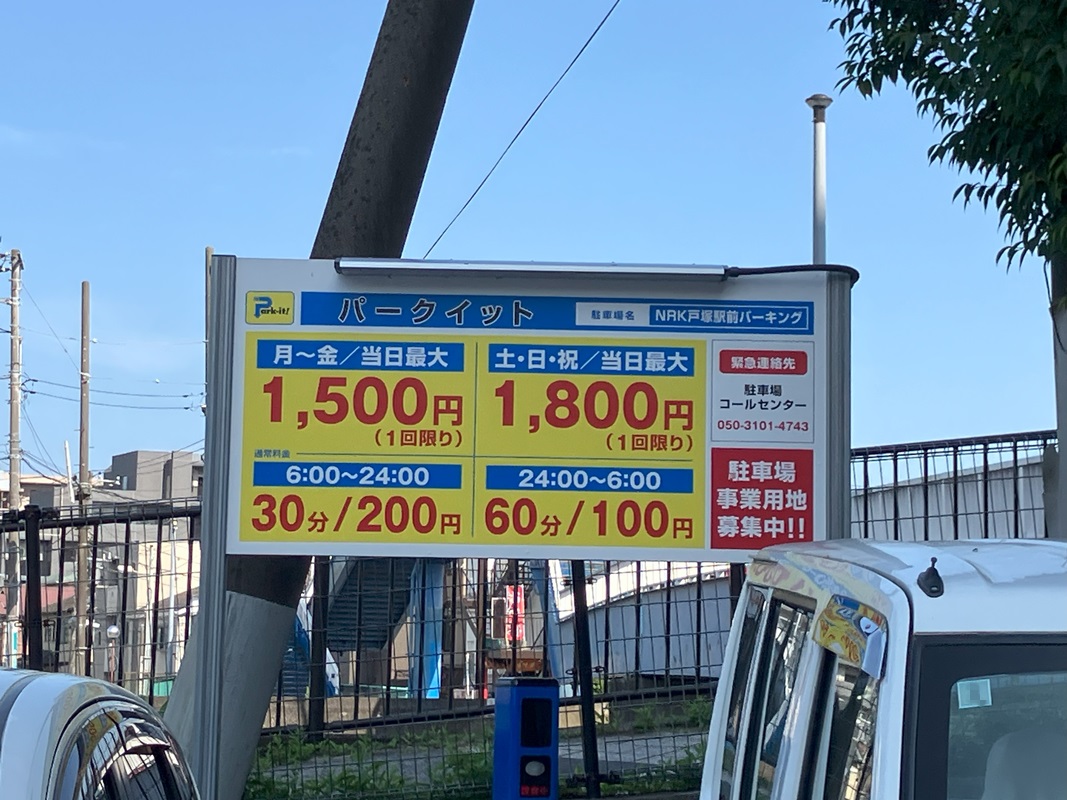 Park-it!
パークイット
駐車場名
NRK戸塚駅前パーキング
月～金／当日最大
1,500円
(1回限り)
土・日・祝／当日最大
1,800円
(1回限り)
通常料金
6:00～24:00
30分/200円
24:00～6:00
60分/100円
緊急連絡先
駐車場
コールセンター
050-3101-4743
駐車場
事業用地
募集中!!